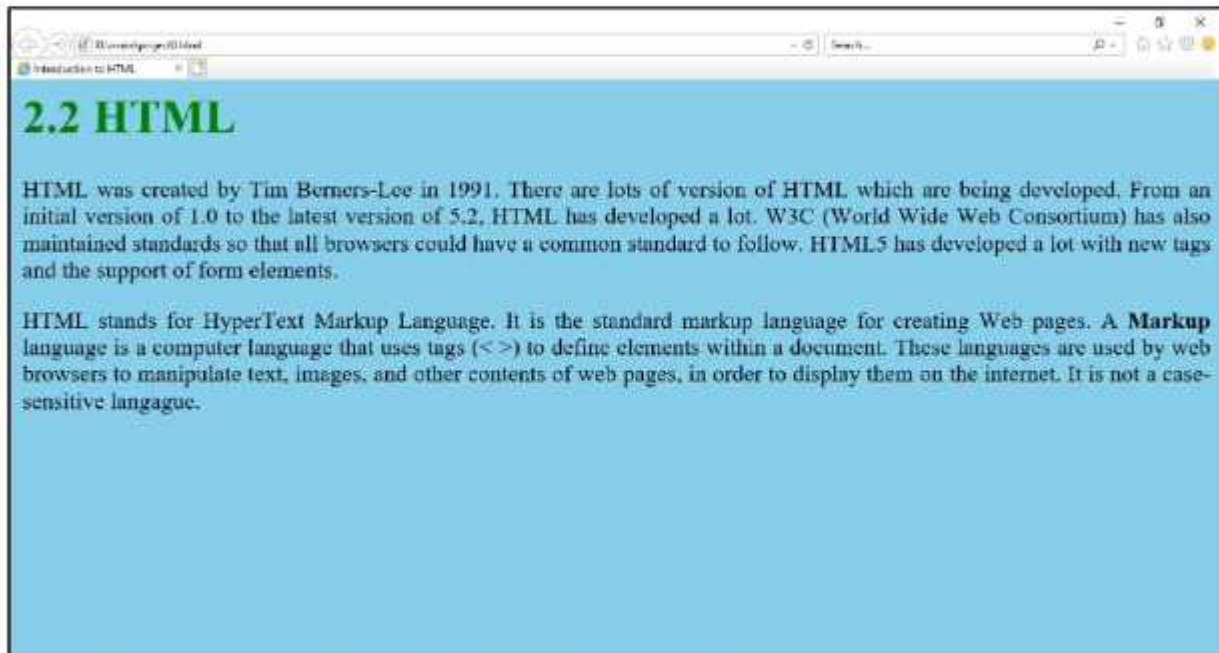 Search...
Introduction to HTML
2.2 HTML
HTML was created by Tim Berners-Lee in 1991. There are lots of version of HTML which are being developed. From an
initial version of 1.0 to the latest version of 5.2, HTML has developed a lot. W3C (World Wide Web Consortium) has also
maintained standards so that all browsers could have a common standard to follow. HTML5 has developed a lot with new tags
and the support of form elements.
HTML stands for HyperText Markup Language. It is the standard markup language for creating Web pages. A Markup
language is a computer language that uses tags (< >) to define elements within a document. These languages are used by web
browsers to manipulate text, images, and other contents of web pages, in order to display them on the internet. It is not a case-
sensitive langague.